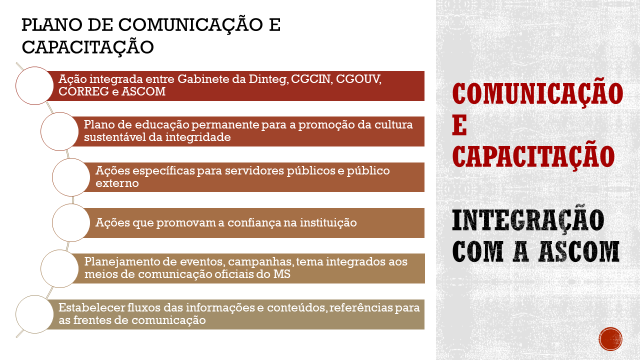 PLANO DE COMUNICAÇÃO E
CAPACITAÇÃO
Ação integrada entre Gabinete da Dinteg, CGCIN, CGOUV,
CORREG e ASCOM
Plano de educação permanente para a promoção da cultura
sustentável da integridade
Ações específicas para servidores públicos e público
externo
Ações que promovam a confiança na instituição
Planejamento de eventos, campanhas, tema integrados aos
meios de comunicação oficiais do MS
Estabelecer fluxos das informações e conteúdos, referências para
as frentes de comunicação
COMUNICAÇÃO
E
CAPACITAÇÃO
INTEGRAÇÃO
COM A ASCOM